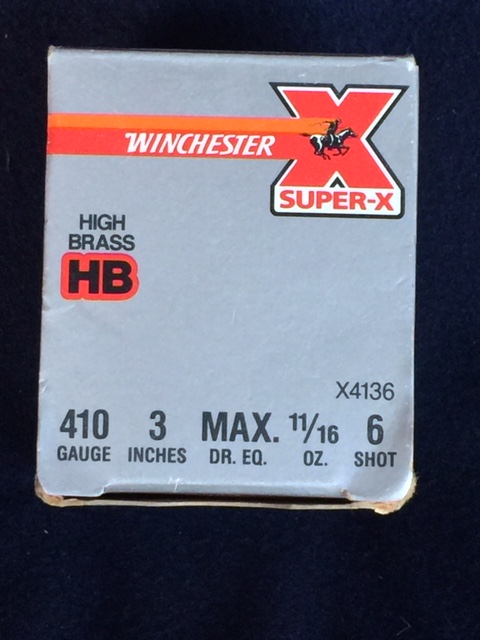 WINCHESTER
X
SUPER-X
HIGH
BRASS
HB
X4136
410 3 MAX. 11/16 6
GAUGE INCHES DR. EQ. OZ. SHOT